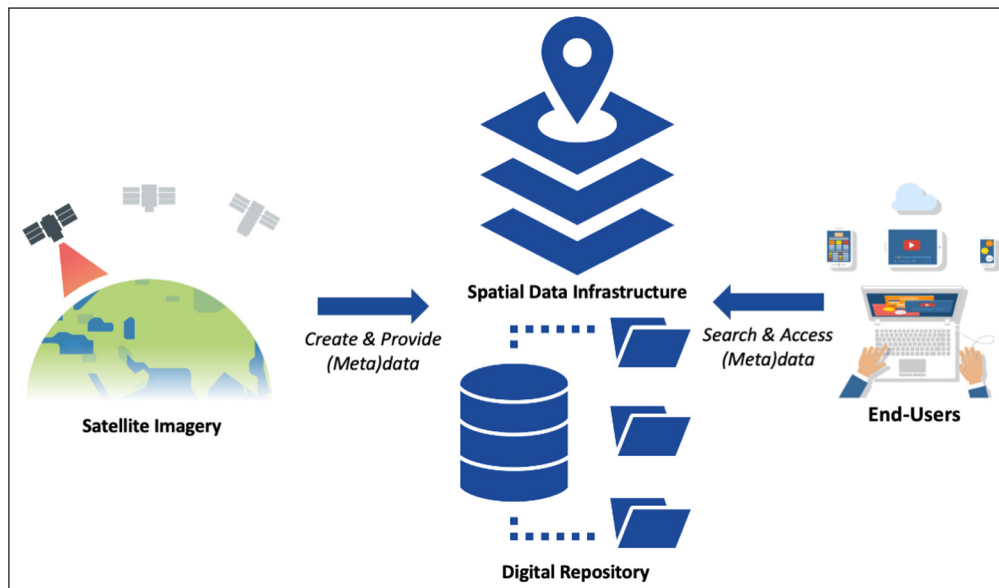 Spatial Data Infrastructure
Create & Provide
(Meta)data
Search & Access
(Meta)data
Satellite Imagery
End-Users
Digital Repository